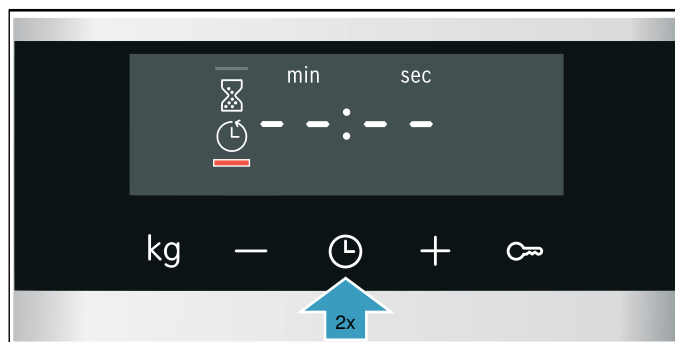 min sec
--:--
kg — +
2x